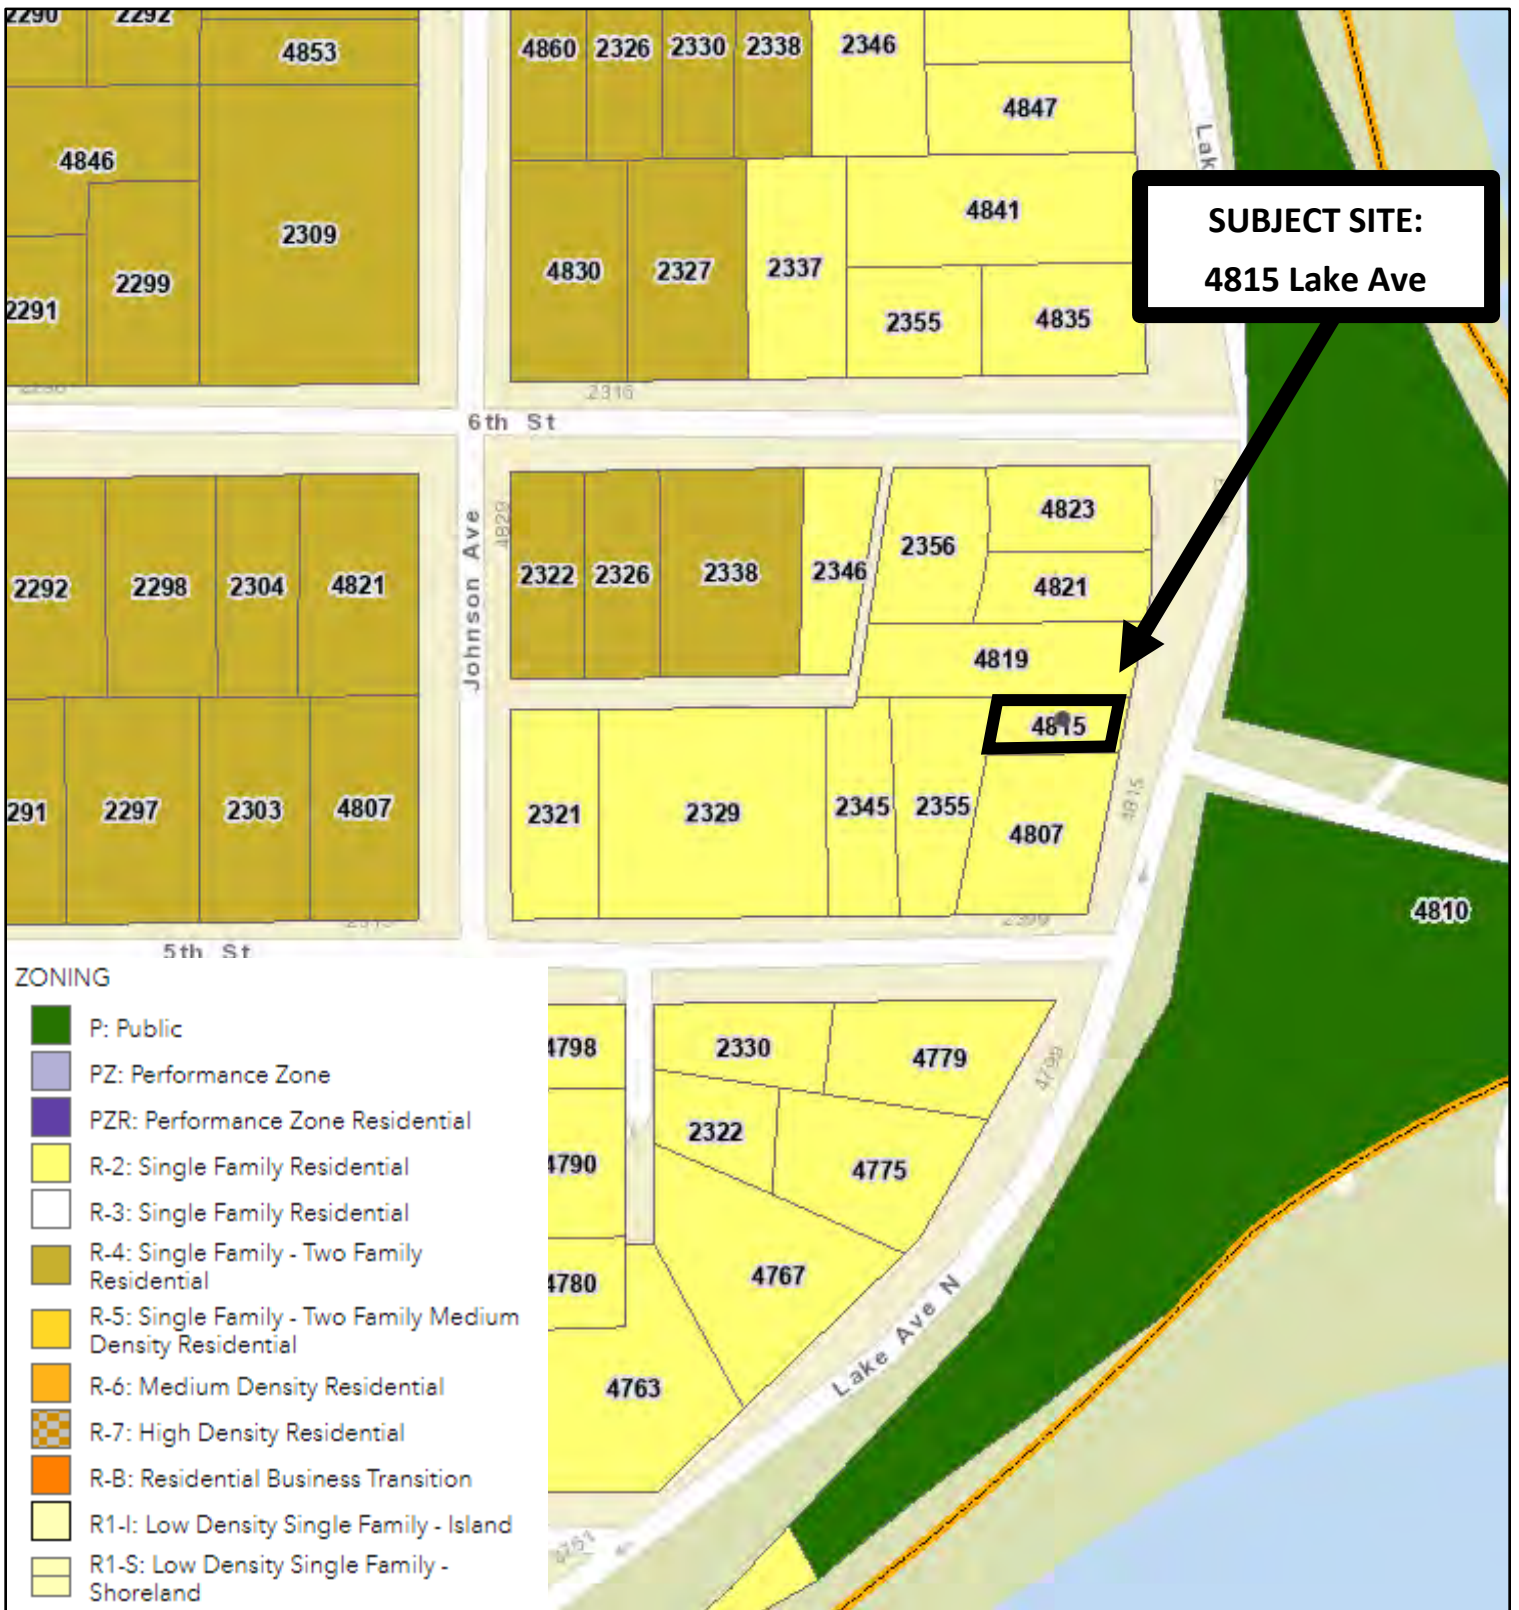 2290
2292
4853
4860
2326
2330
2338
2346
4847
4846
2309
2299
2291
4830
2327
2337
4841
2355
4835
Lak
SUBJECT SITE:
4815 Lake Ave
2316
6th St
Johnson Ave
4829
2292
2298
2304
4821
2322
2326
2338
2346
2356
4823
4821
4819
4815
291
2297
2303
4807
2321
2329
2345
2355
4807
4815
4810
2399
5th St
ZONING
P: Public
PZ: Performance Zone
PZR: Performance Zone Residential
R-2: Single Family Residential
R-3: Single Family Residential
R-4: Single Family - Two Family
Residential
R-5: Single Family - Two Family Medium
Density Residential
R-6: Medium Density Residential
R-7: High Density Residential
R-B: Residential Business Transition
R1-I: Low Density Single Family - Island
R1-S: Low Density Single Family -
Shoreland
4798
2330
4779
4799
4790
2322
4775
4780
4767
4763
Lake Ave N
4761